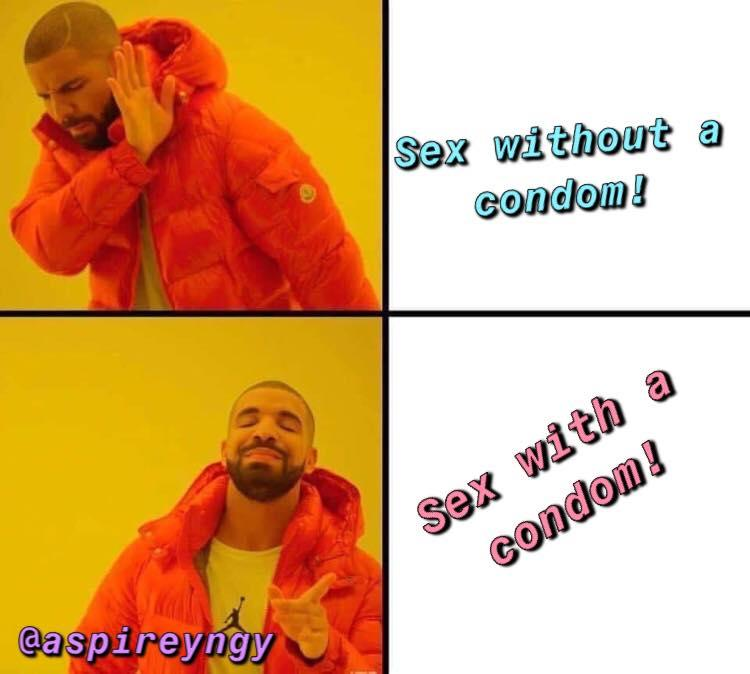 Sex without a
condom!
Sex with a
condom!
@aspireyngy